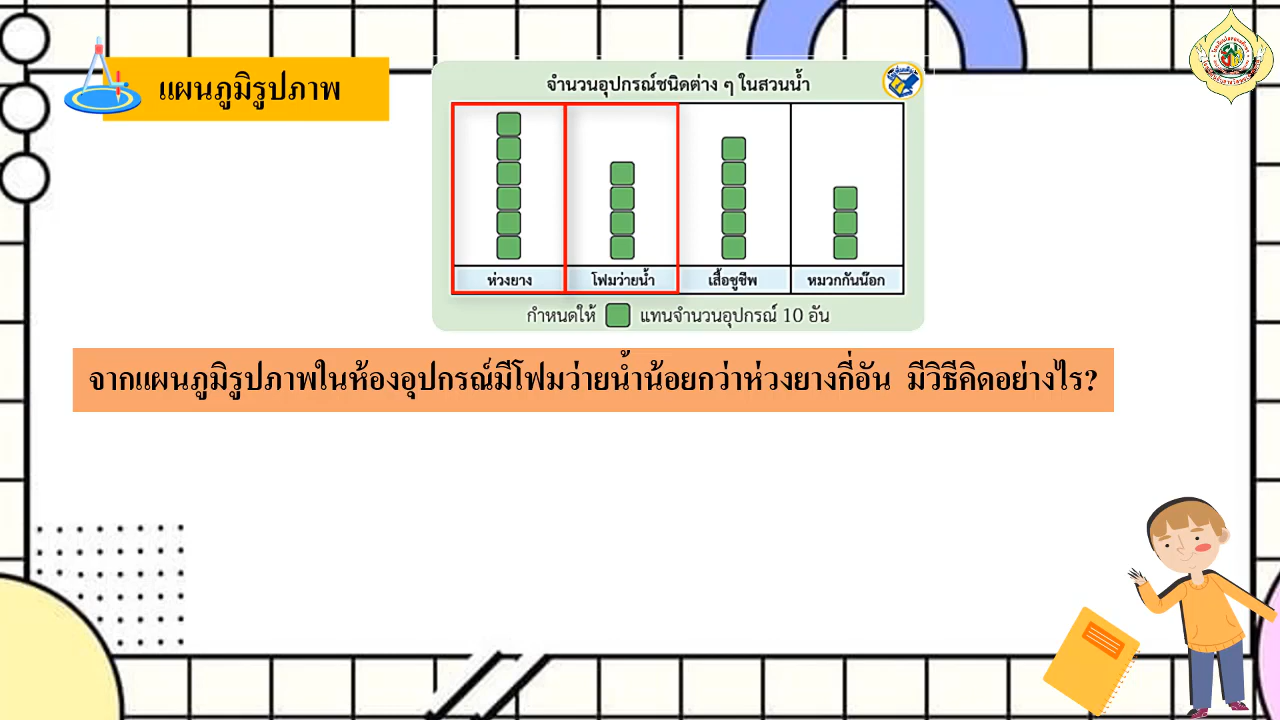 แผนภูมิรูปภาพ
จำนวนอุปกรณ์ชนิดต่าง ๆ ในสวนน้ำ
ห่วงยาง โฟมว่ายน้ำ เสื้อชูชีพ หมวกกันน๊อก
กำหนดให้ แทนจำนวนอุปกรณ์ 10 อัน
จากแผนภูมิรูปภาพในห้องอุปกรณ์มีโฟมว่ายน้ำน้อยกว่าห่วงยางกี่อัน มีวิธีคิดอย่างไร?